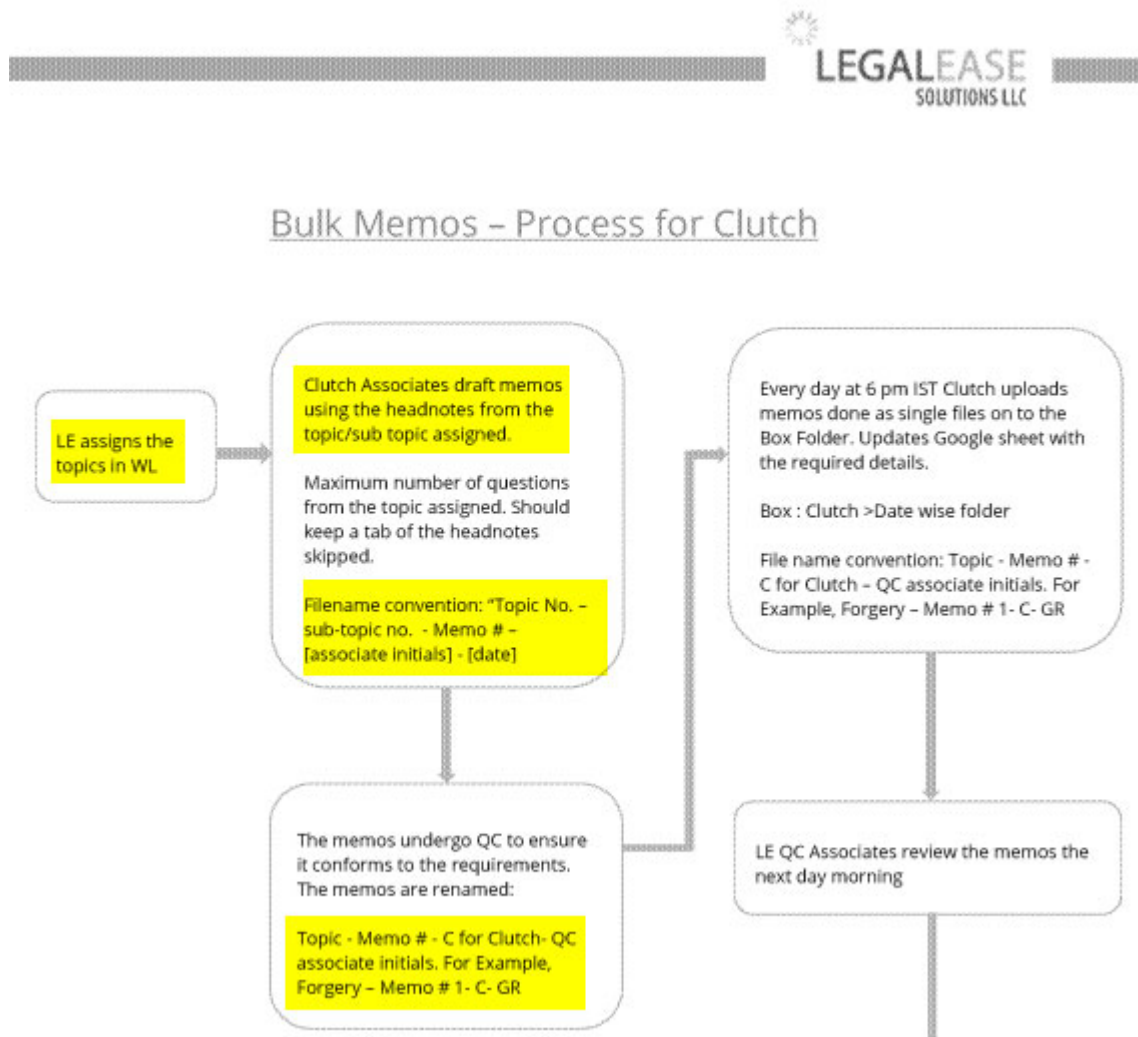 LEGALEASE
SOLUTIONS LLC
Bulk Memos – Process for Clutch
LE assigns the
topics in WL
Clutch Associates draft memos
using the headnotes from the
topic/sub topic assigned.
Maximum number of questions
from the topic assigned. Should
keep a tab of the headnotes
skipped.
Filename convention: “Topic No. –
sub-topic no.  - Memo # –
[associate initials] - [date]
The memos undergo QC to ensure
it conforms to the requirements.
The memos are renamed:
Topic - Memo # - C for Clutch- QC
associate initials. For Example,
Forgery – Memo # 1- C- GR
Every day at 6 pm IST Clutch uploads
memos done as single files on to the
Box Folder. Updates Google sheet with
the required details.
Box : Clutch >Date wise folder
File name convention: Topic - Memo # -
C for Clutch – QC associate initials. For
Example, Forgery – Memo # 1- C- GR
LE QC Associates review the memos the
next day morning